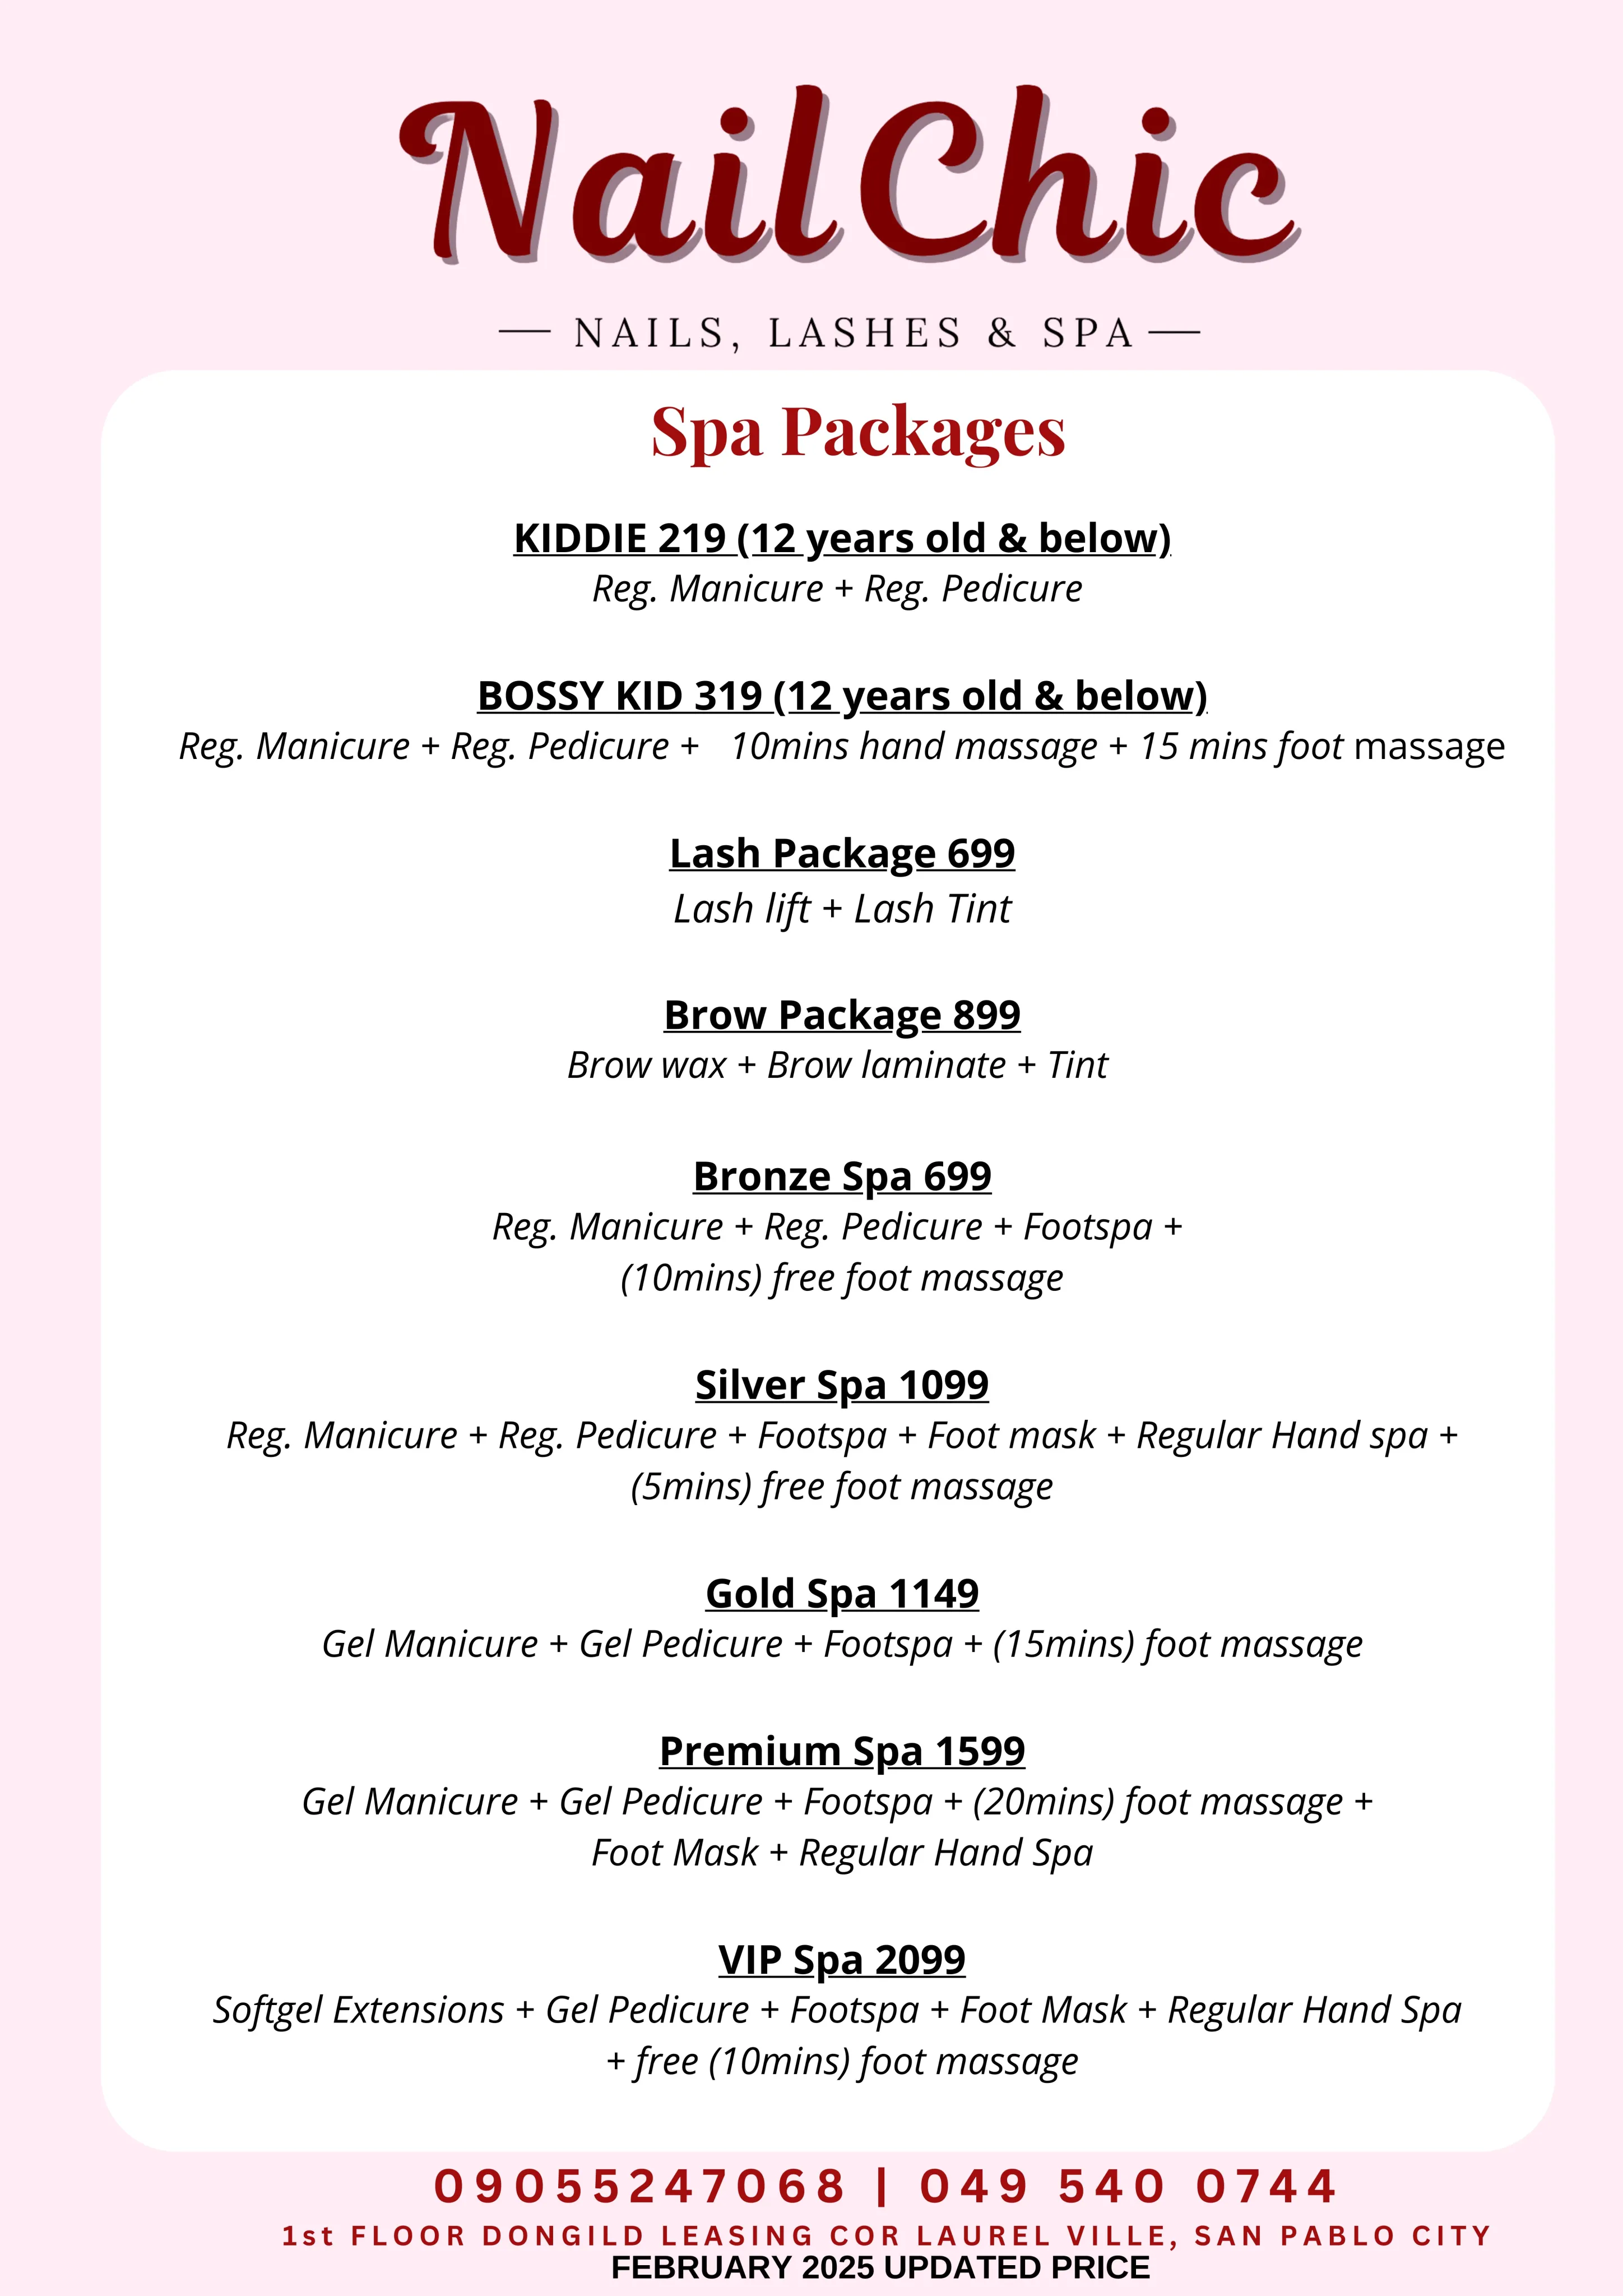 NailChic
NAILS, LASHES & SPA
Spa Packages
KIDDIE 219 (12 years old & below)
Reg. Manicure + Reg. Pedicure
BOSSY KID 319 (12 years old & below)
Reg. Manicure + Reg. Pedicure + 10mins hand massage + 15 mins foot massage
Lash Package 699
Lash lift + Lash Tint
Brow Package 899
Brow wax + Brow laminate + Tint
Bronze Spa 699
Reg. Manicure + Reg. Pedicure + Footspa +
(10mins) free foot massage
Silver Spa 1099
Reg. Manicure + Reg. Pedicure + Footspa + Foot mask + Regular Hand spa +
(5mins) free foot massage
Gold Spa 1149
Gel Manicure + Gel Pedicure + Footspa + (15mins) foot massage
Premium Spa 1599
Gel Manicure + Gel Pedicure + Footspa + (20mins) foot massage +
Foot Mask + Regular Hand Spa
VIP Spa 2099
Softgel Extensions + Gel Pedicure + Footspa + Foot Mask + Regular Hand Spa
+ free (10mins) foot massage
09055247068 | 049 540 0744
1st FLOOR DONGILD LEASING COR LAUREL VILLE, SAN PABLO CITY
FEBRUARY 2025 UPDATED PRICE